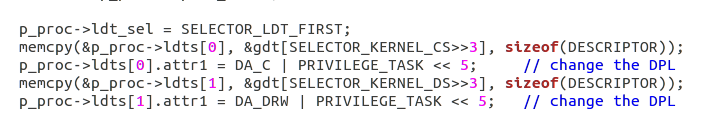 p_proc->ldt_sel = SELECTOR_LDT_FIRST;
memcpy(&p_proc->ldts[0], &gdt[SELECTOR_KERNEL_CS>>3], sizeof(DESCRIPTOR));
p_proc->ldts[0].attr1 = DA_C | PRIVILEGE_TASK << 5; // change the DPL
memcpy(&p_proc->ldts[1], &gdt[SELECTOR_KERNEL_DS>>3], sizeof(DESCRIPTOR));
p_proc->ldts[1].attr1 = DA_DRW | PRIVILEGE_TASK << 5; // change the DPL